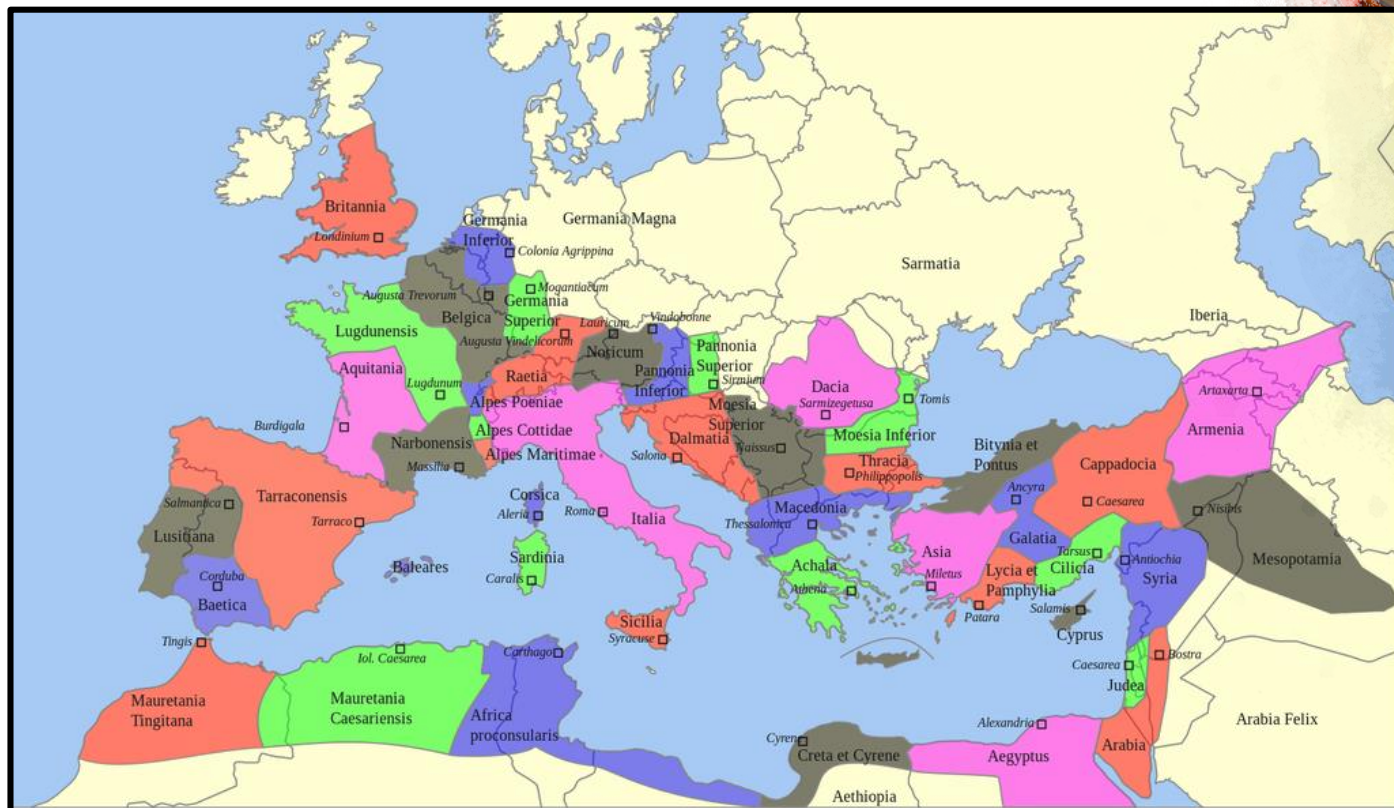 Britannia
Londinium
Germania
Inferior
Germania Magna
Colonia Agrippina
Sarmatia
Augusta Trevorum
Mogantiacum
Belgica
Germania
Superior
Lugdunensis
Augusta Vindelicorum
Lauricum
Vindobonne
Iberia
Noricum
Pannonia
Superior
Aquitania
Raetia
Pannonia
Inferior
Sirmium
Lugdunum
Dacia
Sarmizegetusa
Tomis
Artaxarta
Alpes Poeniae
Moesia
Superior
Armenia
Burdigala
Alpes Cottidae
Dalmatia
Moesia Inferior
Narbonensis
Naissus
Bitynia et
Pontus
Massilia
Alpes Maritimae
Salona
Thracia
Philippopolis
Cappadocia
Tarraconensis
Salmantica
Corsica
Aleria
Roma
Italia
Macedonia
Thessalonica
Ancyra
Caesarea
Nisibis
Tarraco
Lusitiana
Galatia
Sardinia
Caralis
Baleares
Achala
Athena
Asia
Miletus
Lycia et
Pamphylia
Tarsus
Cilicia
Antiochia
Mesopotamia
Syria
Corduba
Baetica
Patara
Salamis
Cyprus
Sicilia
Syracuse
Tingis
Iol. Caesarea
Carthago
Caesarea
Bostra
Judea
Mauretania
Tingitana
Mauretania
Caesariensis
Africa
proconsularis
Alexandria
Arabia Felix
Cyren
Creta et Cyrene
Aegyptus
Arabia
Aethiopia